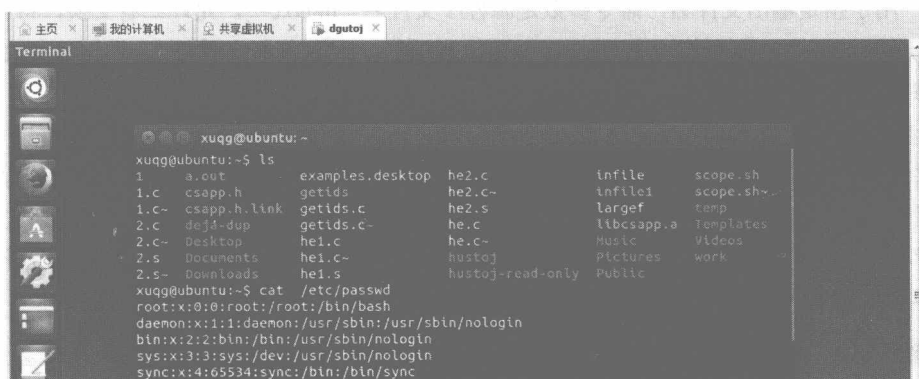 主页 × 我的计算机 × 共享虚拟机 × dgutoj ×
Terminal
xuqg@ubuntu: ~
xuqg@ubuntu:~$ ls
1 a.out examples.desktop he2.c infile scope.sh
1.c csapp.h getids he2.c~ infile1 scope.sh~
1.c~ csapp.h.link getids.c he2.s largef temp
2.c deja-dup getids.c~ he.c libcsapp.a Templates
2.c~ Desktop he1.c he.c~ Music Videos
2.s Documents he1.c~ hustoj Pictures work
2.s~ Downloads he1.s hustoj-read-only Public
xuqg@ubuntu:~$ cat /etc/passwd
root:x:0:0:root:/root:/bin/bash
daemon:x:1:1:daemon:/usr/sbin:/usr/sbin/nologin
bin:x:2:2:bin:/bin:/usr/sbin/nologin
sys:x:3:3:sys:/dev:/usr/sbin/nologin
sync:x:4:65534:sync:/bin:/bin/sync